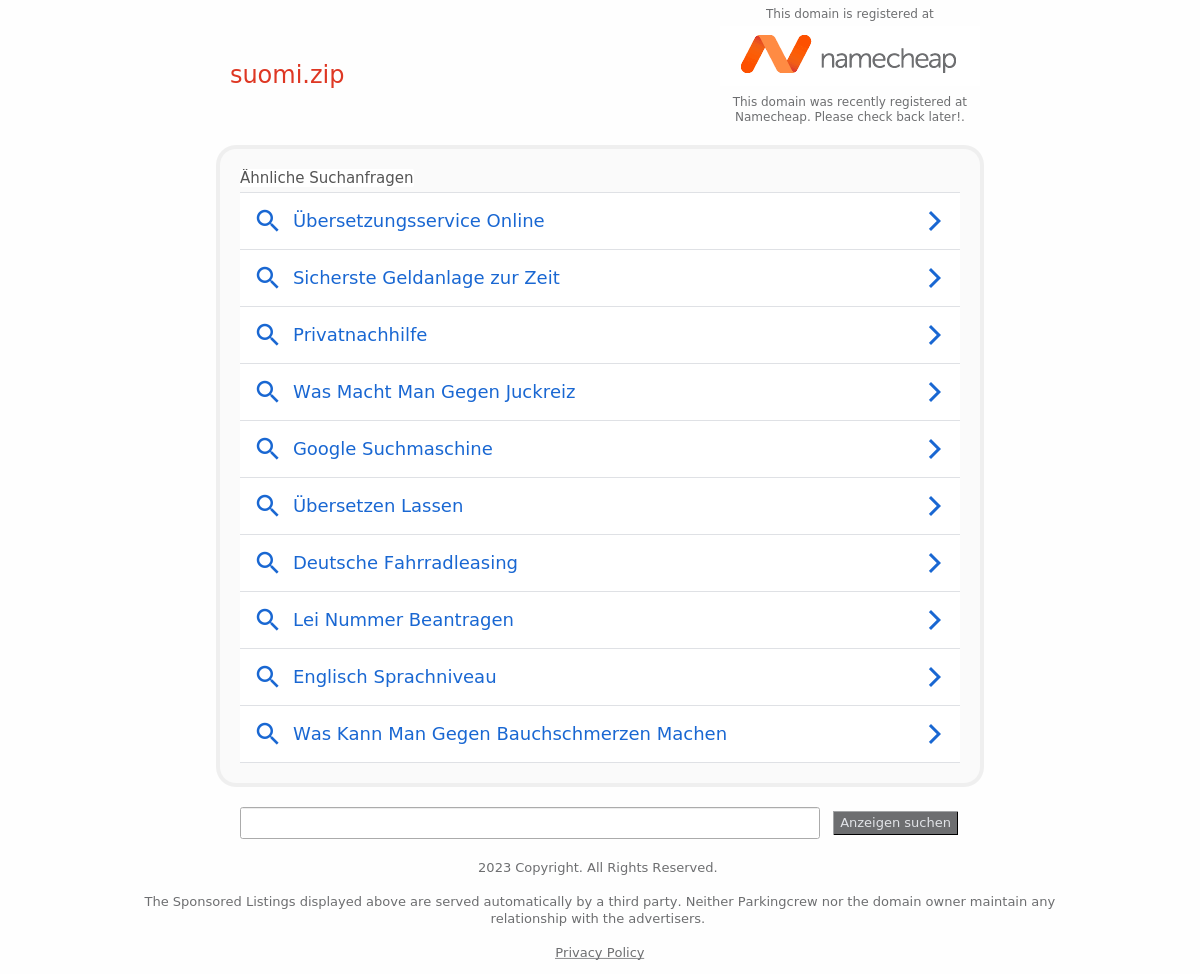 This domain is registered at
suomi.zip
namecheap
This domain was recently registered at
Namecheap. Please check back later!.
Ähnliche Suchanfragen
Übersetzungsservice Online
Sicherste Geldanlage zur Zeit
Privatnachhilfe
Was Macht Man Gegen Juckreiz
Google Suchmaschine
Übersetzen Lassen
Deutsche Fahrradleasing
Lei Nummer Beantragen
Englisch Sprachniveau
Was Kann Man Gegen Bauchschmerzen Machen
Anzeigen suchen
2023 Copyright. All Rights Reserved.
The Sponsored Listings displayed above are served automatically by a third party. Neither Parkingcrew nor the domain owner maintain any
relationship with the advertisers.
Privacy Policy